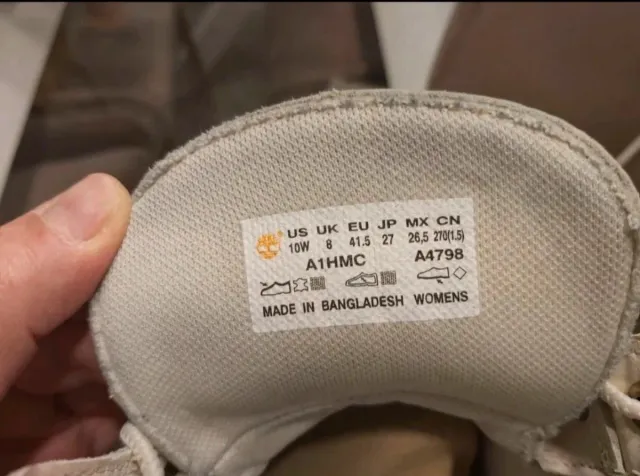 US UK EU JP MX CN
10W 8 41.5 27 26,5 270(1.5)
A1HMC A4798
MADE IN BANGLADESH WOMENS